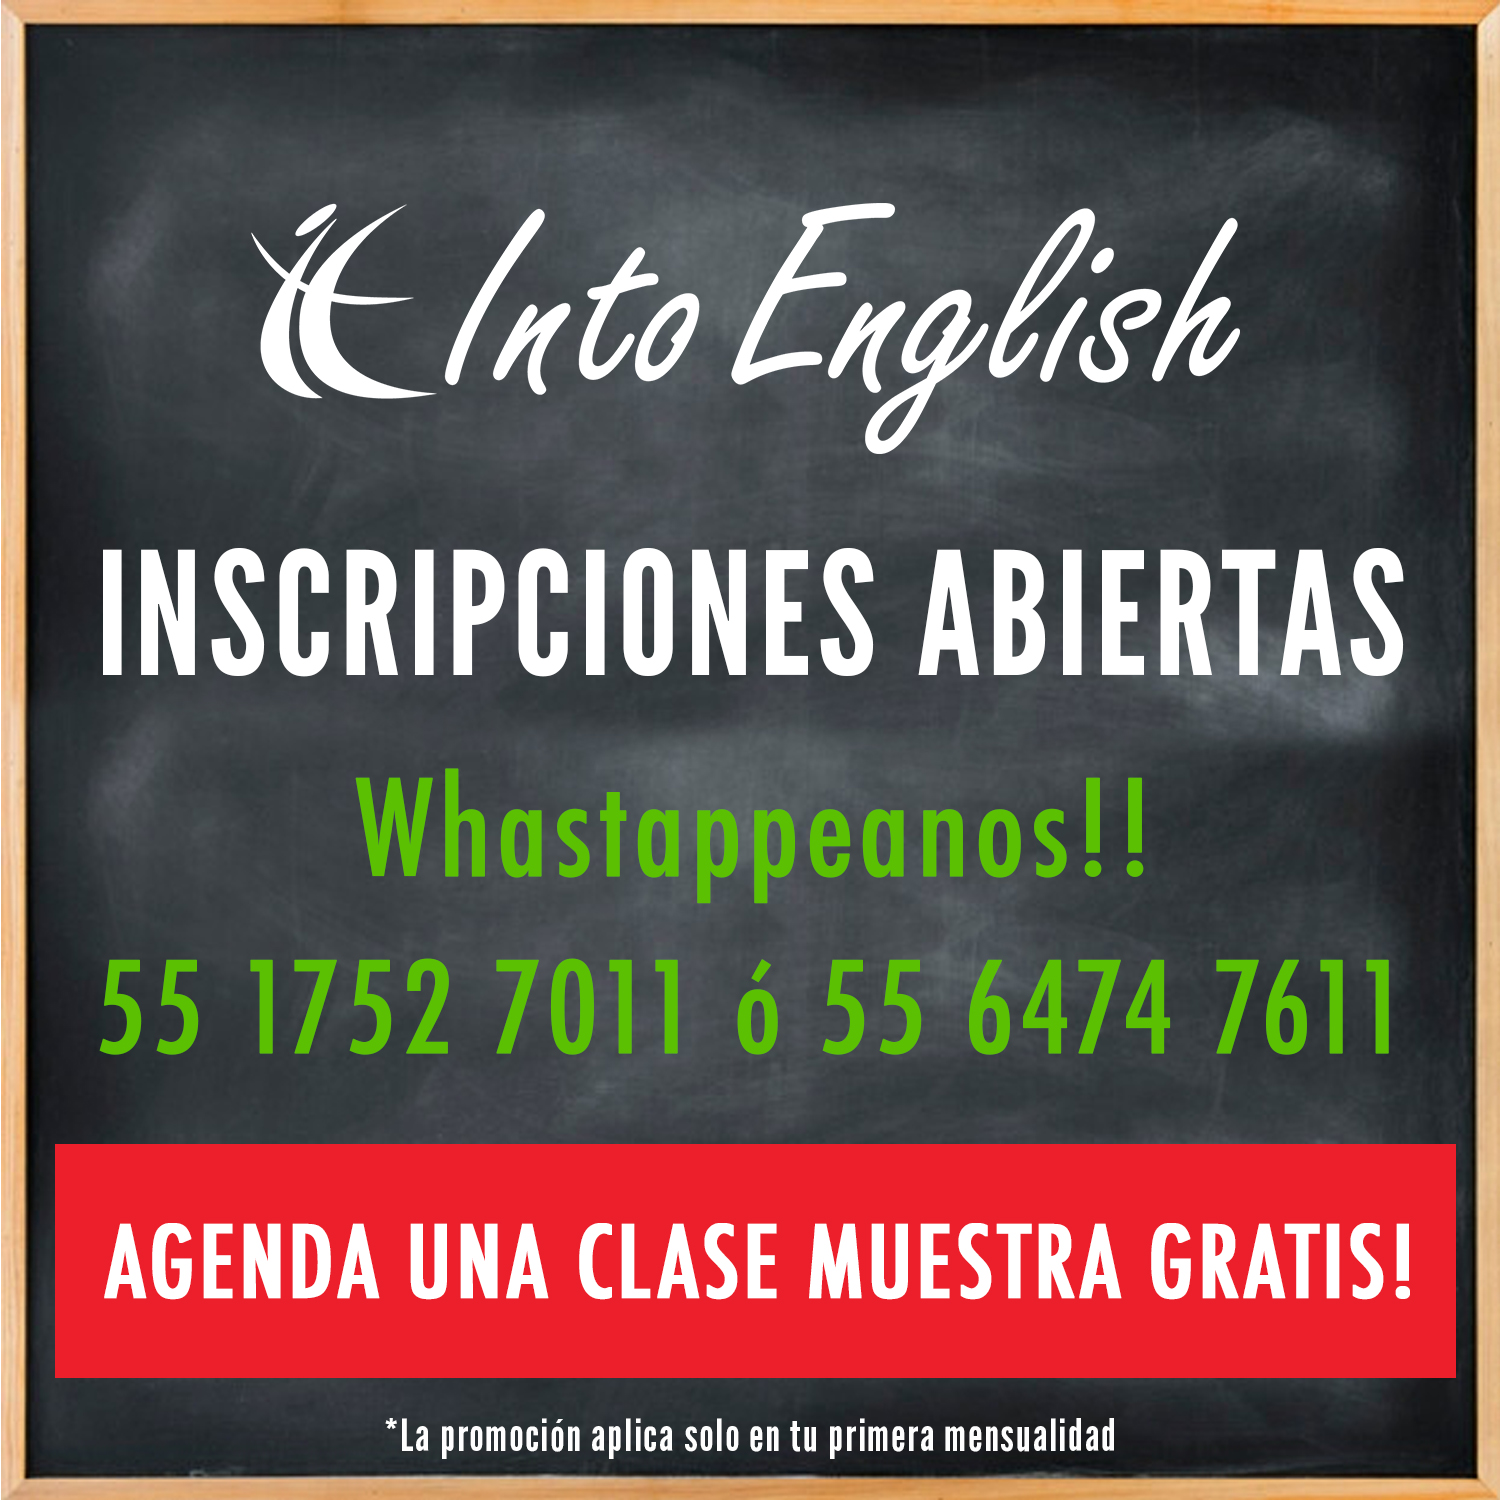 Into English
INSCRIPCIONES ABIERTAS
Whastappeanos!!
55 1752 7011 ó 55 6474 7611
AGENDA UNA CLASE MUESTRA GRATIS!
*La promoción aplica solo en tu primera mensualidad